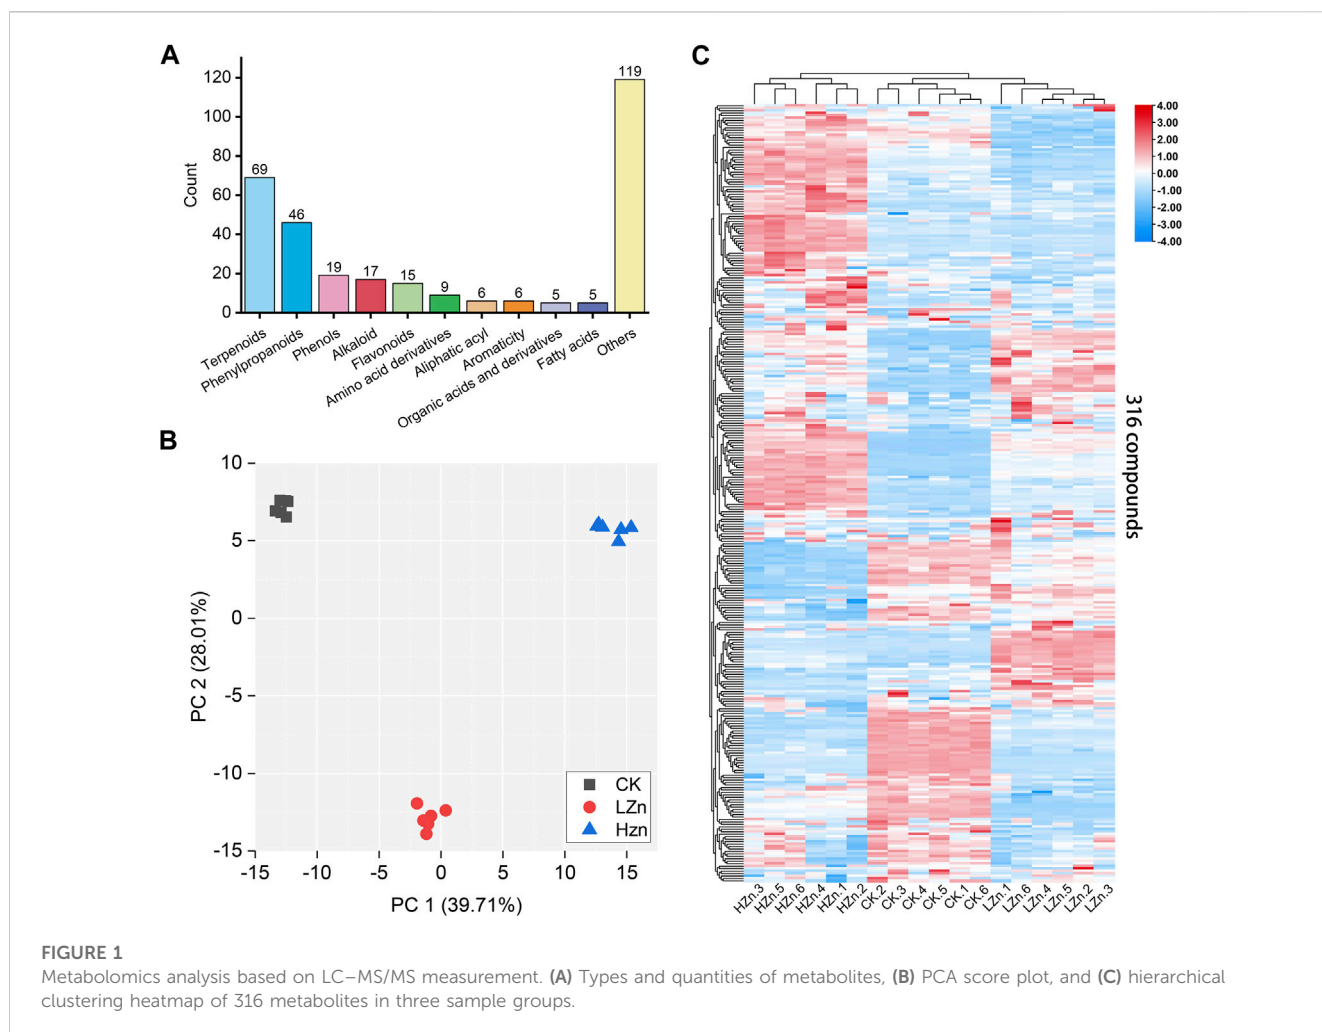 A
Count
120
100
80
60
40
20
0
69
46
19
17
15
9
6
6
5
5
119
Terpenoids
Phenylpropanoids
Phenols
Alkaloid
Flavonoids
Amino acid derivatives
Aliphatic acyl
Aromaticity
Organic acids and derivatives
Fatty acids
Others
B
PC 2 (28.01%)
10
5
0
-5
-10
-15
-15
-10
-5
0
5
10
15
PC 1 (39.71%)
CK
LZn
Hzn
C
4.00
3.00
2.00
1.00
0.00
-1.00
-2.00
-3.00
-4.00
316 compounds
HZn.3
HZn.5
HZn.6
HZn.4
HZn.1
HZn.2
CK.2
CK.3
CK.4
CK.5
CK.1
CK.6
LZn.1
LZn.6
LZn.4
LZn.5
LZn.2
LZn.3
FIGURE 1
Metabolomics analysis based on LC–MS/MS measurement. (A) Types and quantities of metabolites, (B) PCA score plot, and (C) hierarchical
clustering heatmap of 316 metabolites in three sample groups.